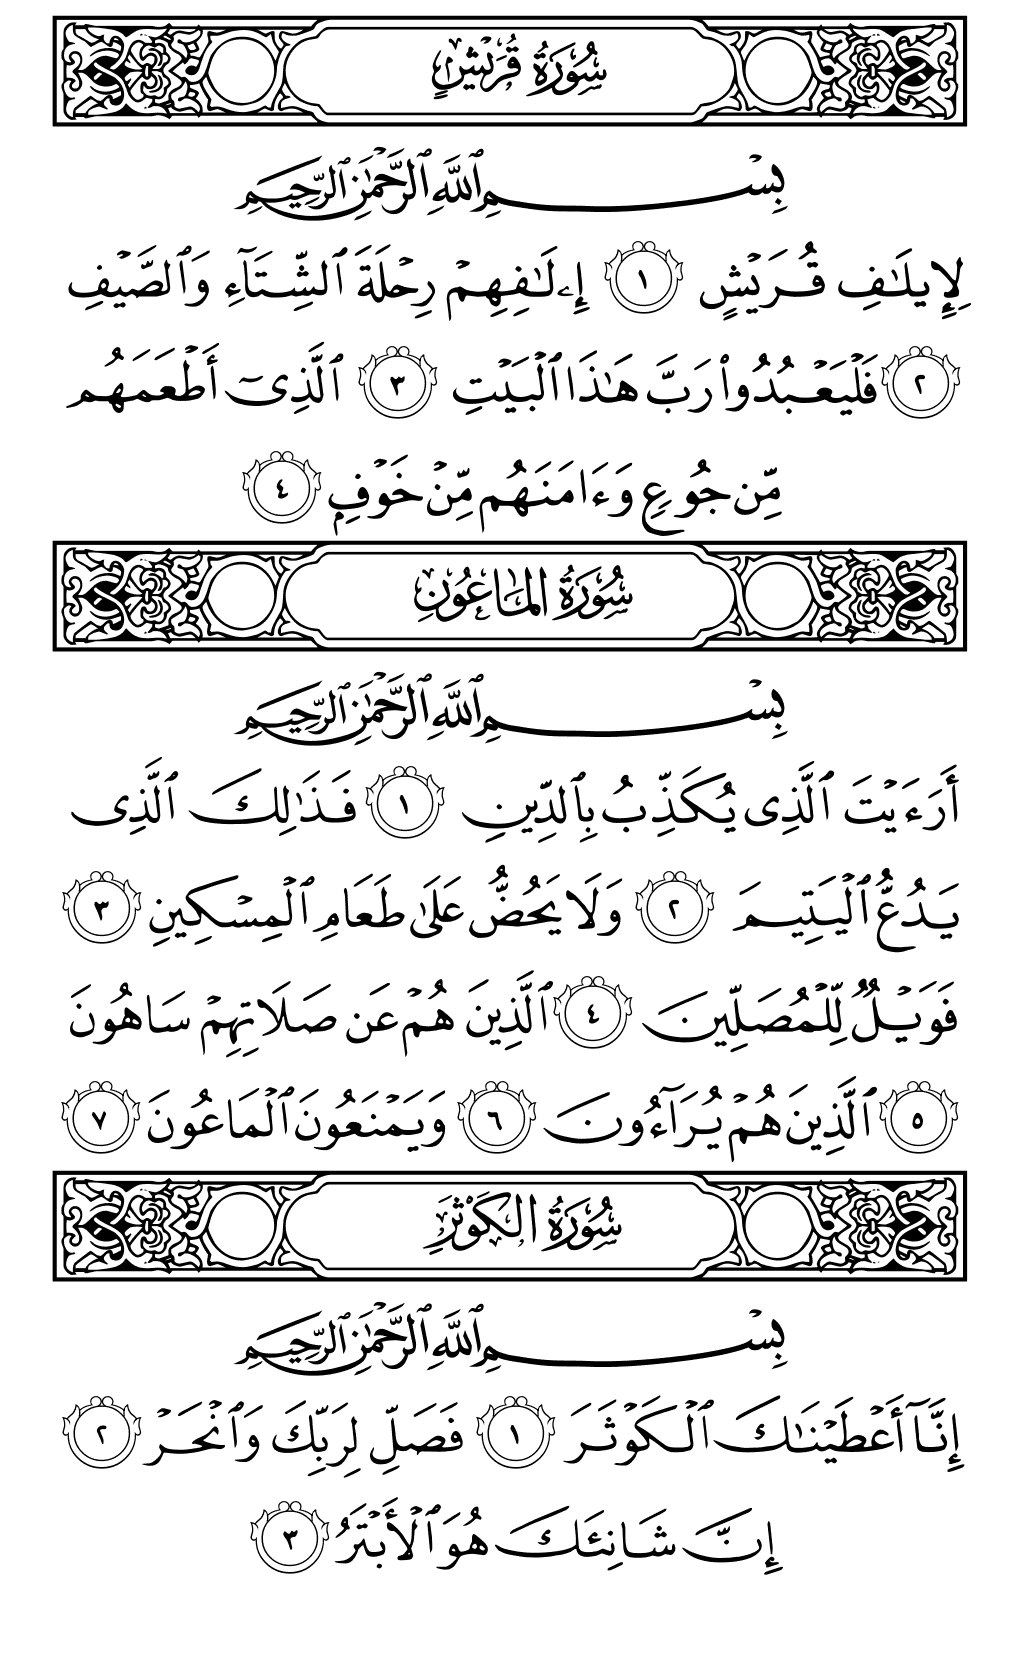 سُورَةُ قُرَيْشٍ
بِسْمِ ٱللَّهِ ٱلرَّحْمَٰنِ ٱلرَّحِيمِ
لِإِيلَٰفِ قُرَيْشٍ ١ إِۦلَٰفِهِمْ رِحْلَةَ ٱلشِّتَآءِ وَٱلصَّيْفِ
٢ فَلْيَعْبُدُوا۟ رَبَّ هَٰذَا ٱلْبَيْتِ ٣ ٱلَّذِىٓ أَطْعَمَهُم
مِّن جُوعٍ وَءَامَنَهُم مِّنْ خَوْفٍۭ ٤
سُورَةُ المَاعُونِ
بِسْمِ ٱللَّهِ ٱلرَّحْمَٰنِ ٱلرَّحِيمِ
أَرَءَيْتَ ٱلَّذِى يُكَذِّبُ بِٱلدِّينِ ١ فَذَٰلِكَ ٱلَّذِى
يَدُعُّ ٱلْيَتِيمَ ٢ وَلَا يَحُضُّ عَلَىٰ طَعَامِ ٱلْمِسْكِينِ ٣
فَوَيْلٌ لِّلْمُصَلِّينَ ٤ ٱلَّذِينَ هُمْ عَن صَلَاتِهِمْ سَاهُونَ
٥ ٱلَّذِينَ هُمْ يُرَآءُونَ ٦ وَيَمْنَعُونَ ٱلْمَاعُونَ ٧
سُورَةُ الكَوْثَرِ
بِسْمِ ٱللَّهِ ٱلرَّحْمَٰنِ ٱلرَّحِيمِ
إِنَّآ أَعْطَيْنَٰكَ ٱلْكَوْثَرَ ١ فَصَلِّ لِرَبِّكَ وَٱنْحَرْ ٢
إِنَّ شَانِئَكَ هُوَ ٱلْأَبْتَرُ ٣